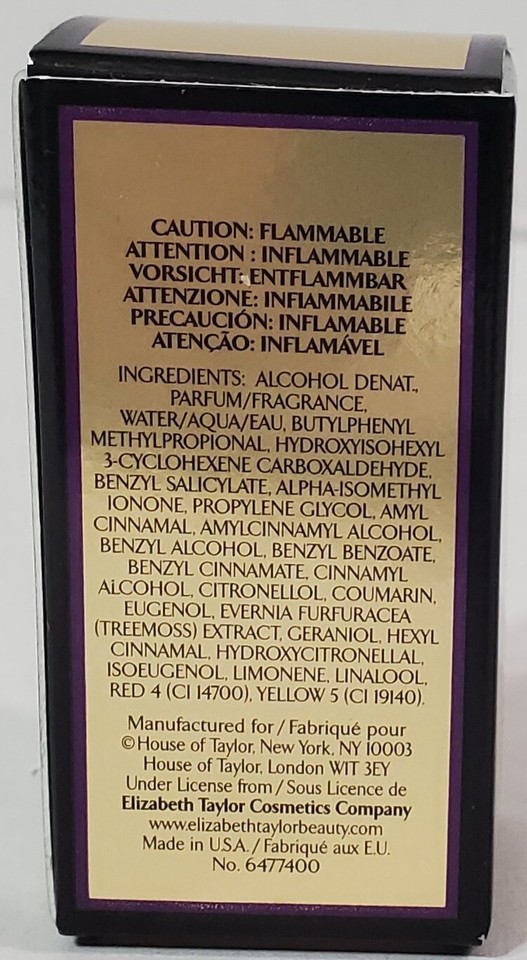 CAUTION: FLAMMABLE
ATTENTION : INFLAMMABLE
VORSICHT: ENTFLAMMBAR
ATTENZIONE: INFIAMMABILE
PRECAUCIÓN: INFLAMABLE
ATENÇÃO: INFLAMÁVEL
INGREDIENTS: ALCOHOL DENAT.,
PARFUM/FRAGRANCE,
WATER/AQUA/EAU, BUTYLPHENYL
METHYLPROPIONAL, HYDROXYISOHEXYL
3-CYCLOHEXENE CARBOXALDEHYDE,
BENZYL SALICYLATE, ALPHA-ISOMETHYL
IONONE, PROPYLENE GLYCOL, AMYL
CINNAMAL, AMYLCINNAMYL ALCOHOL,
BENZYL ALCOHOL, BENZYL BENZOATE,
BENZYL CINNAMATE, CINNAMYL
ALCOHOL, CITRONELLOL, COUMARIN,
EUGENOL, EVERNIA FURFURACEA
(TREEMOSS) EXTRACT, GERANIOL, HEXYL
CINNAMAL, HYDROXYCITRONELLAL,
ISOEUGENOL, LIMONENE, LINALOOL,
RED 4 (CI 14700), YELLOW 5 (CI 19140).
Manufactured for / Fabriqué pour
©House of Taylor, New York, NY 10003
House of Taylor, London W1T 3EY
Under License from / Sous Licence de
Elizabeth Taylor Cosmetics Company
www.elizabethtaylorbeauty.com
Made in U.S.A. / Fabriqué aux E.U.
No. 6477400